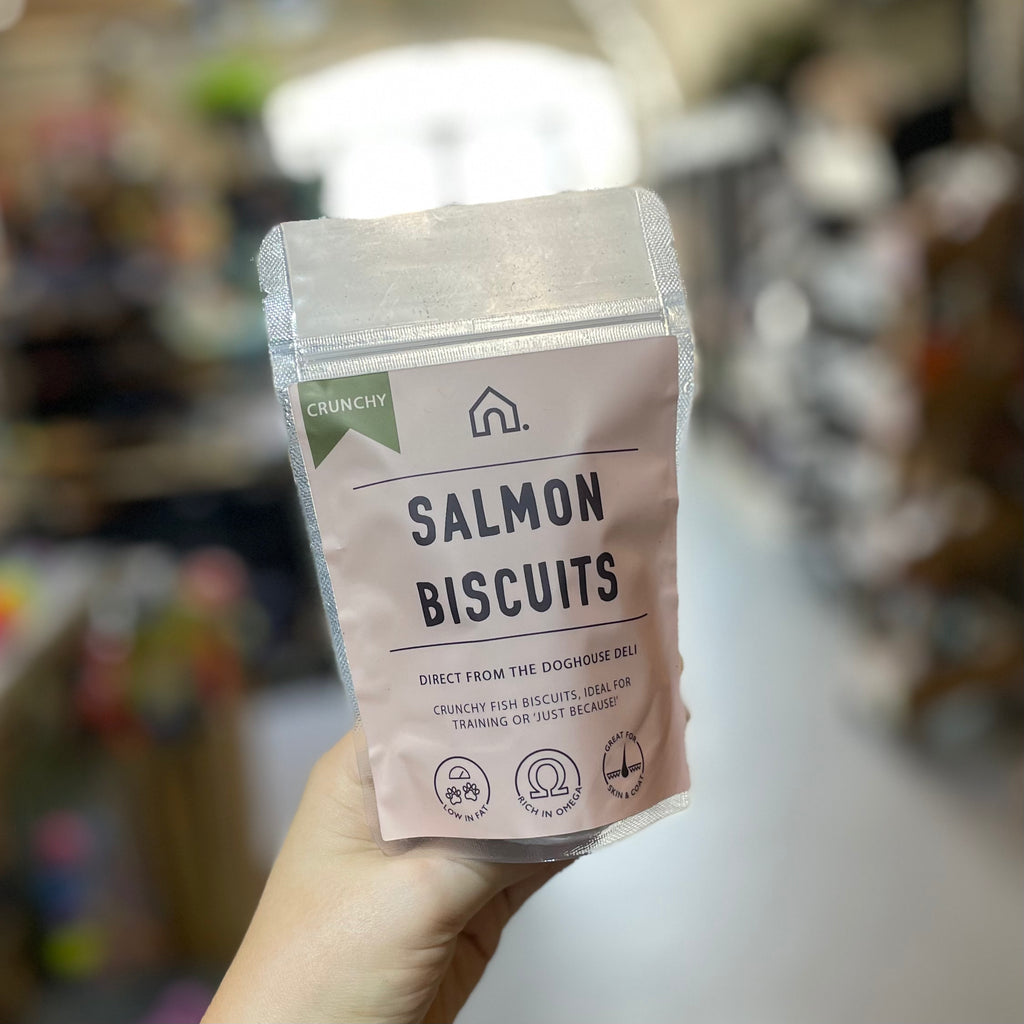 CRUNCHY
SALMON
BISCUITS
DIRECT FROM THE DOGHOUSE DELI
CRUNCHY FISH BISCUITS, IDEAL FOR
TRAINING OR 'JUST BECAUSE!'
LOW IN FAT
RICH IN OMEGA
GREAT FOR
SKIN & COAT